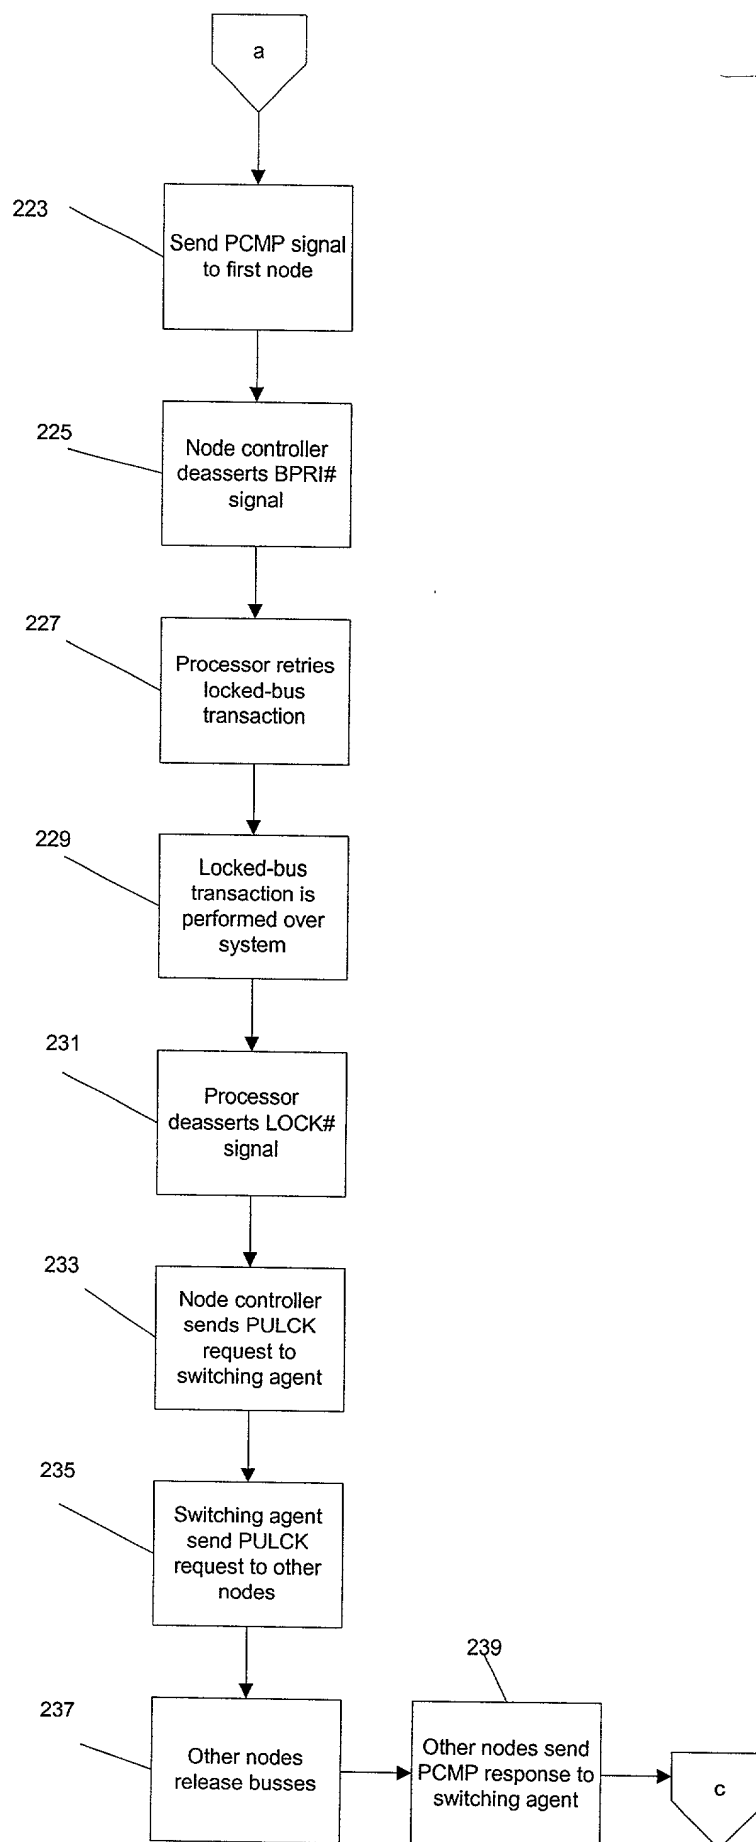 a
223
Send PCMP signal
to first node
225
Node controller
deasserts BPRI#
signal
227
Processor retries
locked-bus
transaction
229
Locked-bus
transaction is
performed over
system
231
Processor
deasserts LOCK#
signal
233
Node controller
sends PULCK
request to
switching agent
235
Switching agent
send PULCK
request to other
nodes
237
Other nodes
release busses
239
Other nodes send
PCMP response to
switching agent
c